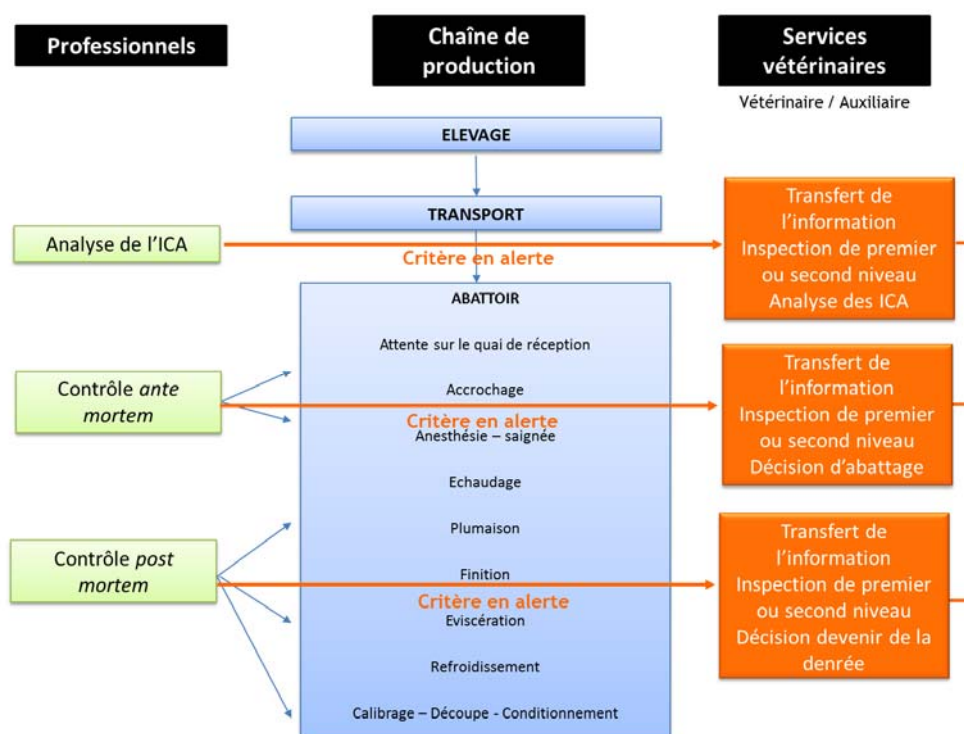 Professionnels
Chaîne de
production
Services
vétérinaires
Vétérinaire / Auxiliaire
ELEVAGE
TRANSPORT
Analyse de l'ICA
Critère en alerte
Transfert de
l'information
Inspection de premier
ou second niveau
Analyse des ICA
ABATTOIR
Attente sur le quai de réception
Contrôle ante
mortem
Accrochage
Critère en alerte
Anesthésie – saignée
Transfert de
l'information
Inspection de premier
ou second niveau
Décision d'abattage
Echaudage
Plumaison
Contrôle post
mortem
Finition
Critère en alerte
Eviscération
Transfert de
l'information
Inspection de premier
ou second niveau
Décision devenir de la
denrée
Refroidissement
Calibrage – Découpe - Conditionnement